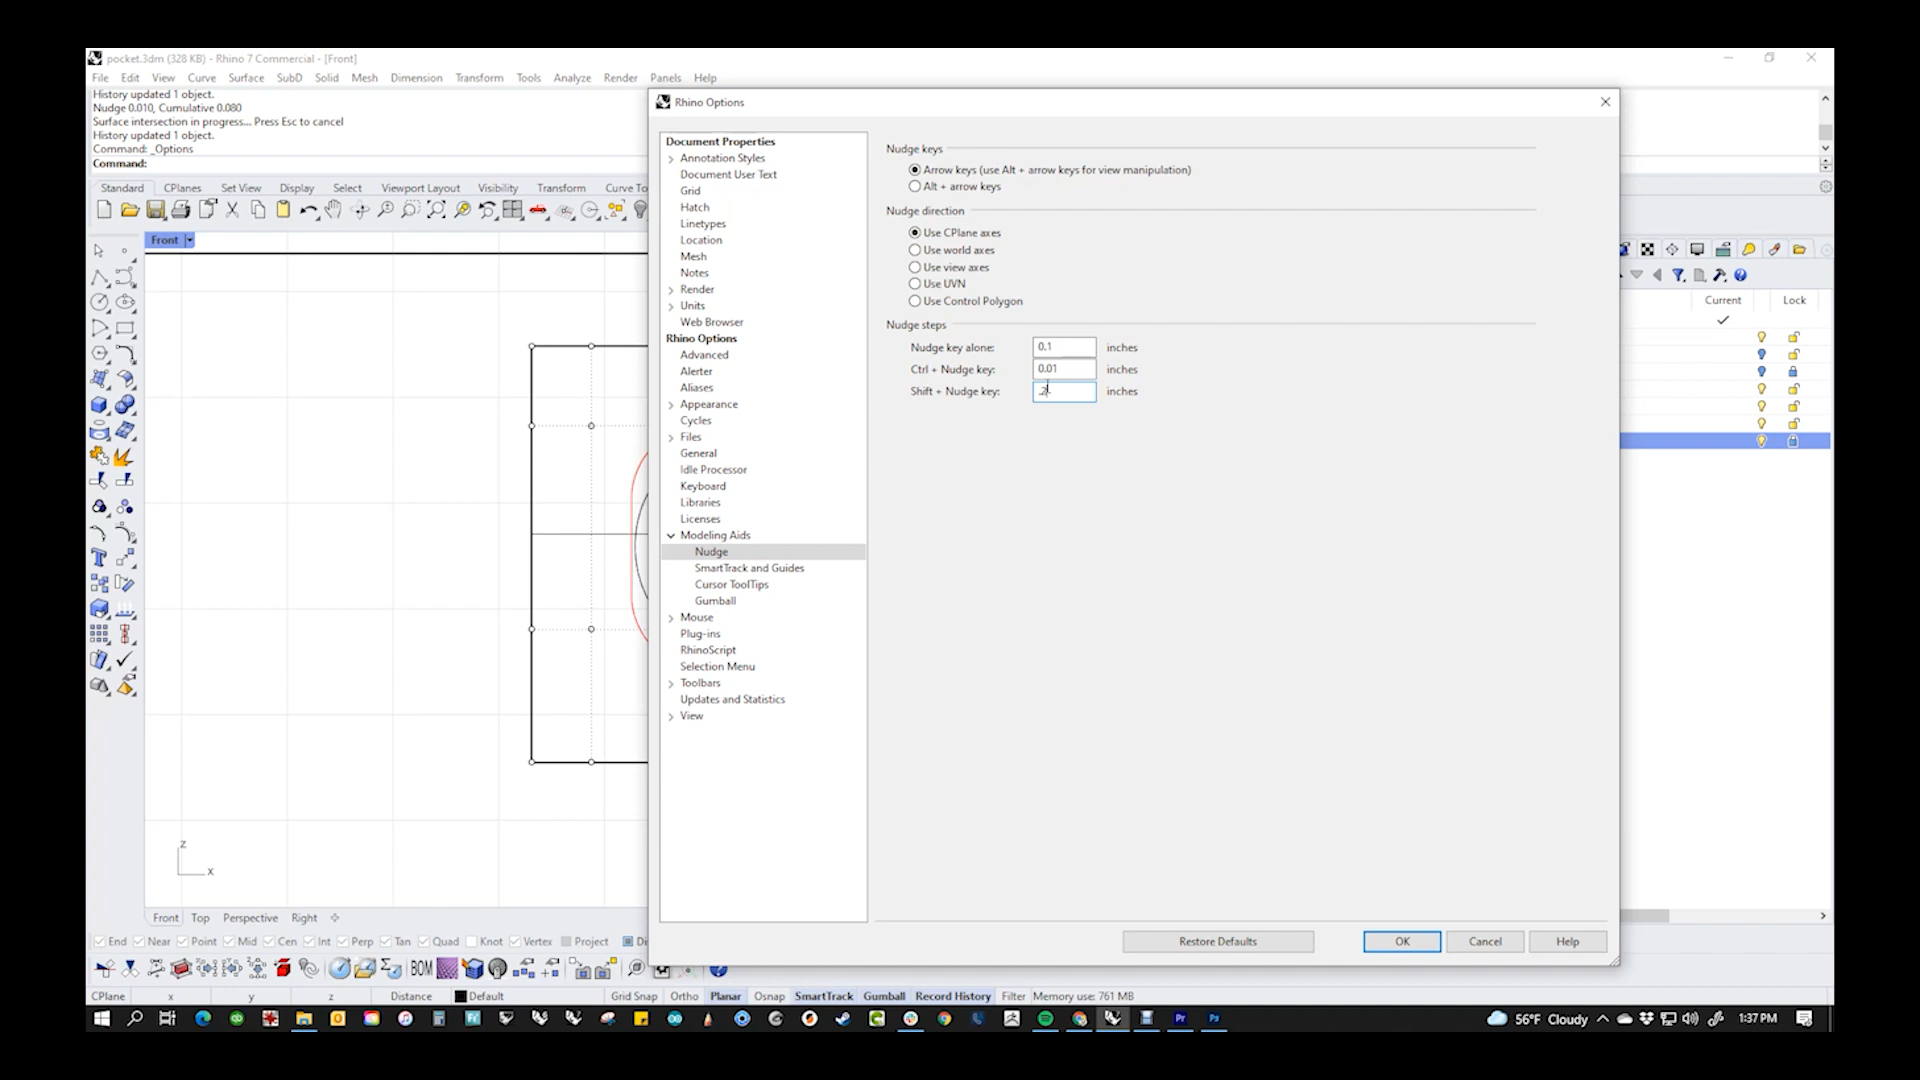 pocket.3dm (328 KB) - Rhino 7 Commercial - [Front]
File Edit View Curve Surface SubD Solid Mesh Dimension Transform Tools Analyze Render Panels Help
History updated 1 object.
Nudge 0.010, Cumulative 0.080
Surface intersection in progress... Press Esc to cancel
History updated 1 object.
Command: _Options
Command:
Standard CPlanes Set View Display Select Viewport Layout Visibility Transform Curve To
Front
Rhino Options
Document Properties
Annotation Styles
Document User Text
Grid
Hatch
Linetypes
Location
Mesh
Notes
Render
Units
Web Browser
Rhino Options
Advanced
Alerter
Aliases
Appearance
Cycles
Files
General
Idle Processor
Keyboard
Libraries
Licenses
Modeling Aids
Nudge
SmartTrack and Guides
Cursor ToolTips
Gumball
Mouse
Plug-ins
RhinoScript
Selection Menu
Toolbars
Updates and Statistics
View
Nudge keys
Arrow keys (use Alt + arrow keys for view manipulation)
Alt + arrow keys
Nudge direction
Use CPlane axes
Use world axes
Use view axes
Use UVN
Use Control Polygon
Nudge steps
Nudge key alone: 0.1 inches
Ctrl + Nudge key: 0.01 inches
Shift + Nudge key: .2 inches
Restore Defaults OK Cancel Help
Current Lock
z
x
Front Top Perspective Right
End Near Point Mid Cen Int Perp Tan Quad Knot Vertex Project Di
BOM
CPlane x y z Distance Default Grid Snap Ortho Planar Osnap SmartTrack Gumball Record History Filter Memory use: 761 MB
56°F Cloudy 1:37 PM